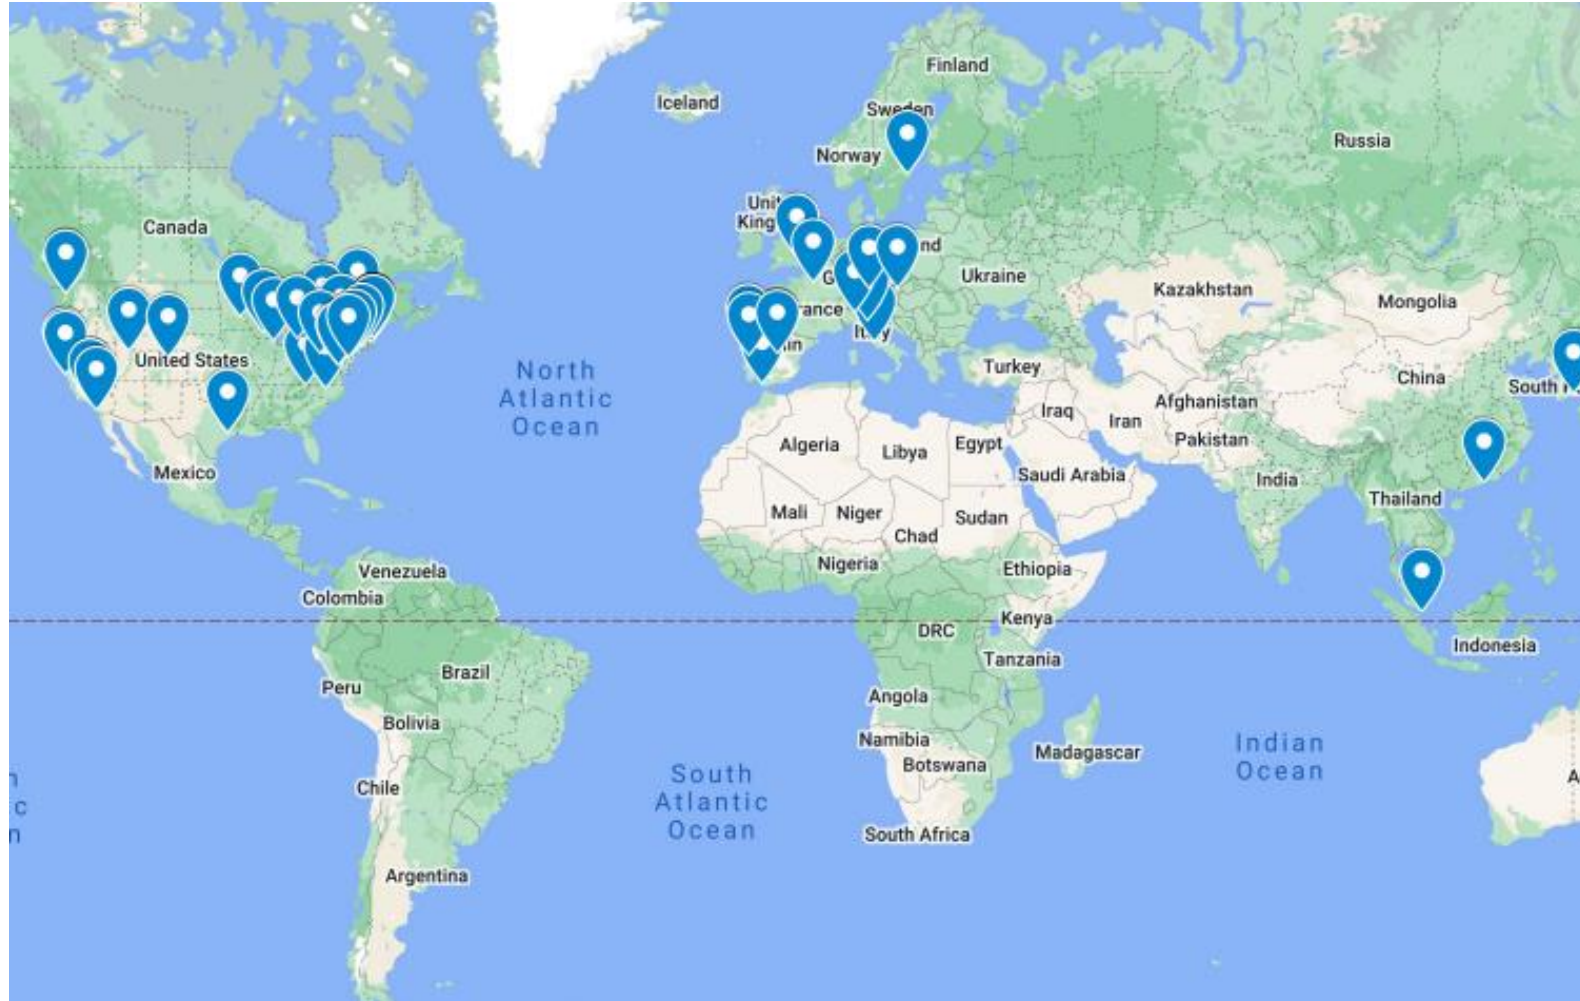 Finland
Iceland
Sweden
Russia
Norway
Canada
Ukraine
Kazakhstan
Mongolia
United States
North
Atlantic
Ocean
Turkey
China
South
Afghanistan
Iraq
Iran
Pakistan
Algeria
Libya
Egypt
Saudi Arabia
Mexico
India
Thailand
Mali
Niger
Sudan
Chad
Nigeria
Ethiopia
Venezuela
Colombia
Kenya
DRC
Indonesia
Tanzania
Brazil
Peru
Angola
Bolivia
Namibia
Madagascar
Botswana
Indian
Ocean
South
Atlantic
Ocean
Chile
South Africa
Argentina